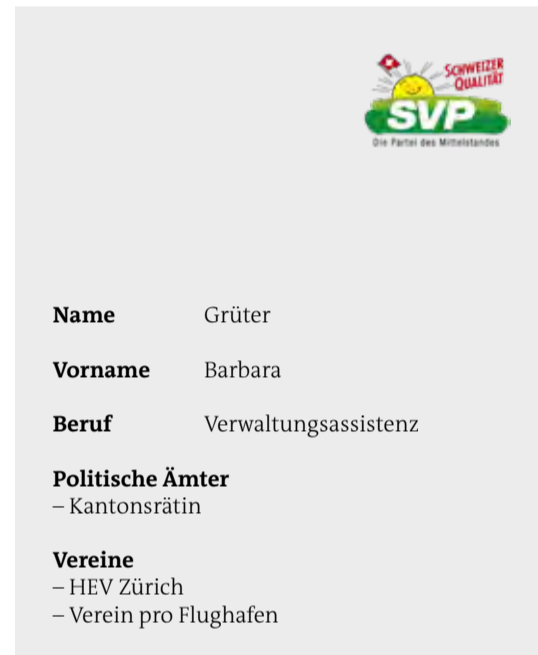 SCHWEIZER
QUALITÄT
SVP
Die Partei des Mittelstandes
Name Grüter
Vorname Barbara
Beruf Verwaltungsassistenz
Politische Ämter
– Kantonsrätin
Vereine
– HEV Zürich
– Verein pro Flughafen